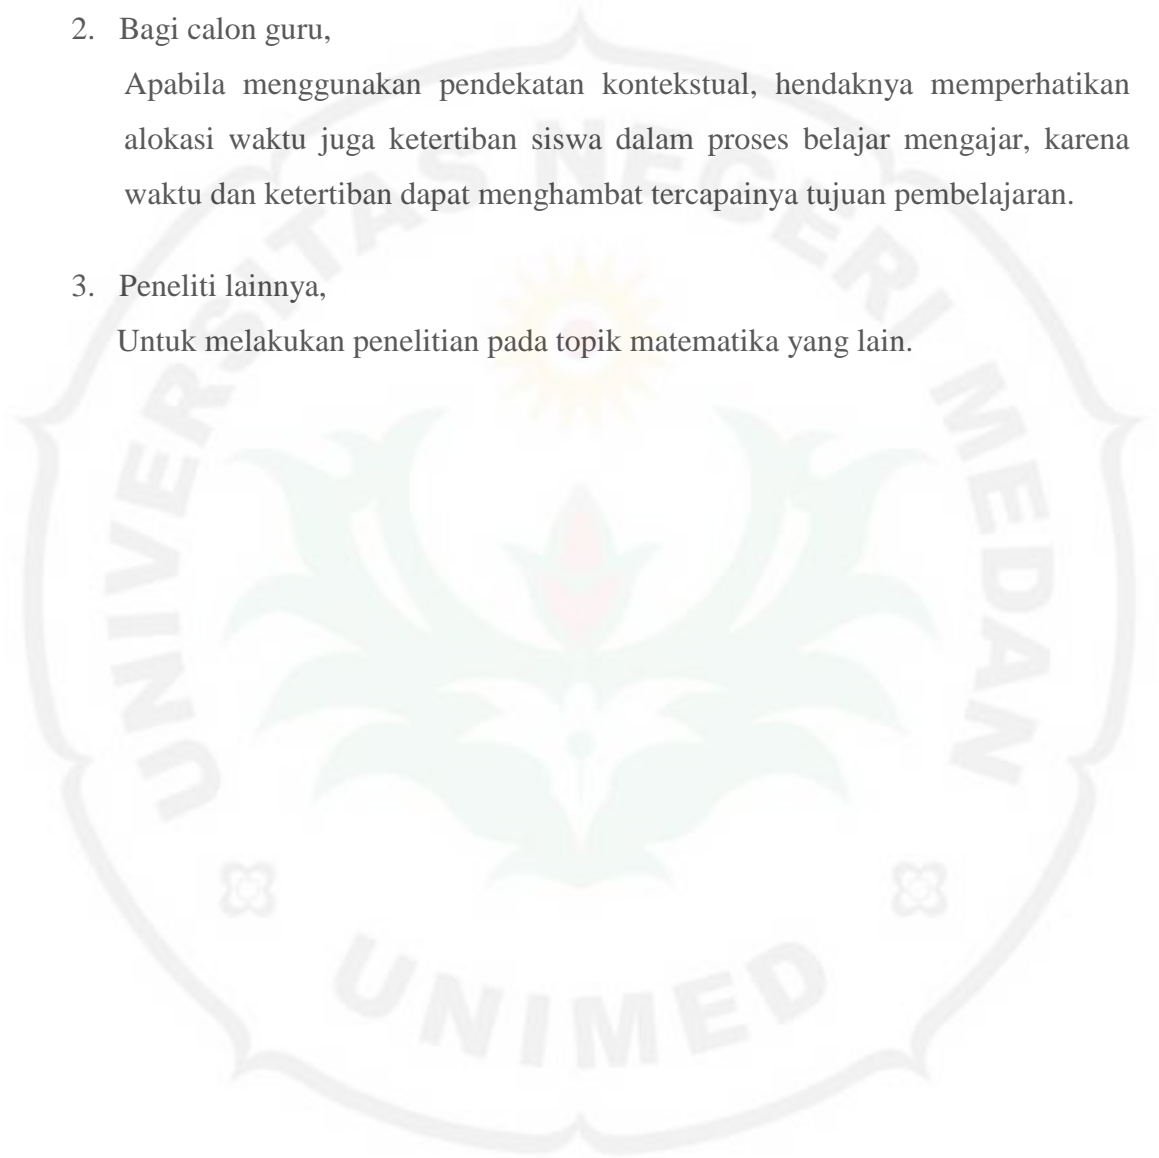 2. Bagi calon guru,
Apabila menggunakan pendekatan kontekstual, hendaknya memperhatikan
alokasi waktu juga ketertiban siswa dalam proses belajar mengajar, karena
waktu dan ketertiban dapat menghambat tercapainya tujuan pembelajaran.
3. Peneliti lainnya,
Untuk melakukan penelitian pada topik matematika yang lain.
UNIVERSITAS NEGERI MEDAN
UNIMED